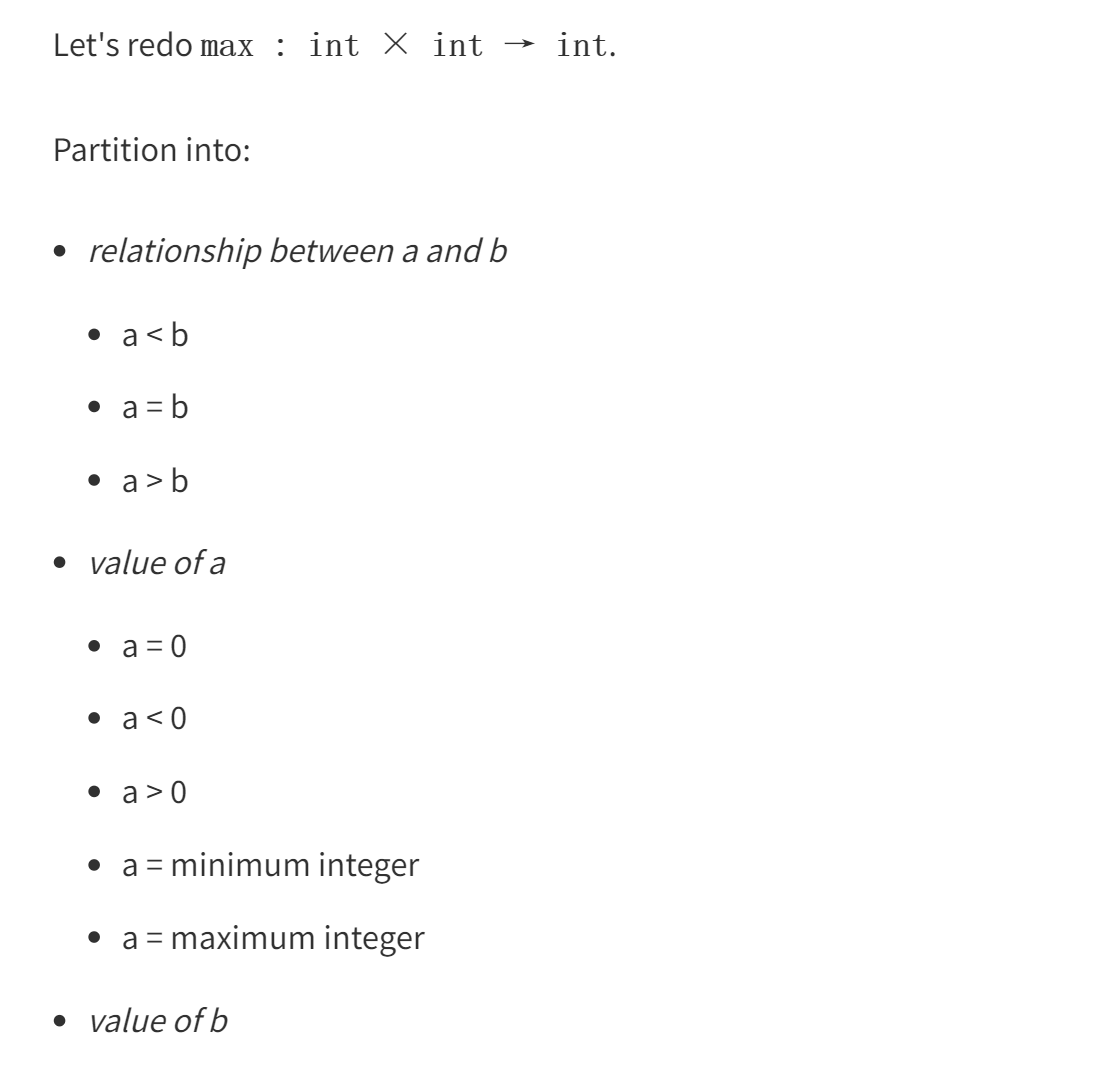 Let's redo max : int × int → int.
Partition into:
• relationship between a and b
• a < b
• a = b
• a > b
• value of a
• a = 0
• a < 0
• a > 0
• a = minimum integer
• a = maximum integer
• value of b